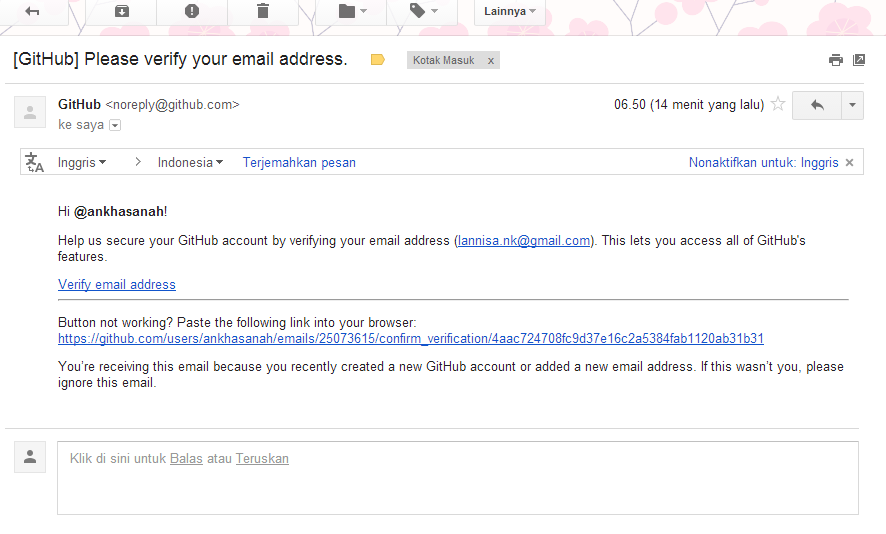 Lainnya
[GitHub] Please verify your email address.
Kotak Masuk x
GitHub <noreply@github.com>
06.50 (14 menit yang lalu)
ke saya
Inggris > Indonesia Terjemahkan pesan
Nonaktifkan untuk: Inggris ×
Hi @ankhasanah!
Help us secure your GitHub account by verifying your email address (lannisa.nk@gmail.com). This lets you access all of GitHub's
features.
Verify email address
Button not working? Paste the following link into your browser:
https://github.com/users/ankhasanah/emails/25073615/confirm_verification/4aac724708fc9d37e16c2a5384fab1120ab31b31
You’re receiving this email because you recently created a new GitHub account or added a new email address. If this wasn’t you, please
ignore this email.
Klik di sini untuk Balas atau Teruskan